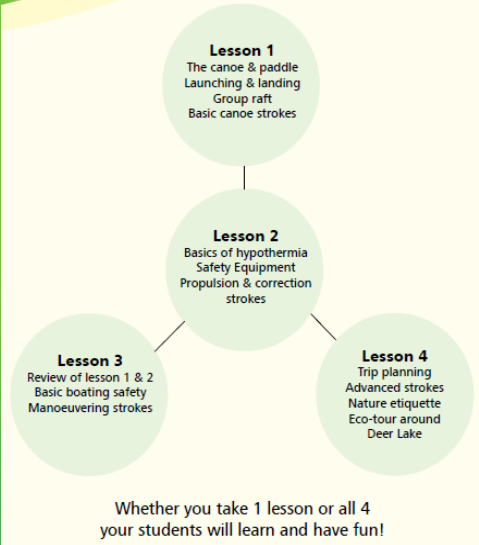 Lesson 1
The canoe & paddle
Launching & landing
Group raft
Basic canoe strokes
Lesson 2
Basics of hypothermia
Safety Equipment
Propulsion & correction
strokes
Lesson 3
Review of lesson 1 & 2
Basic boating safety
Manoeuvering strokes
Lesson 4
Trip planning
Advanced strokes
Nature etiquette
Eco-tour around
Deer Lake
Whether you take 1 lesson or all 4
your students will learn and have fun!